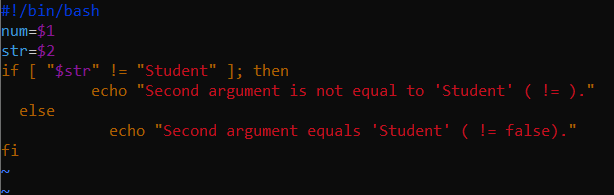 #!/bin/bash
num=$1
str=$2
if [ "$str" != "Student" ]; then
echo "Second argument is not equal to 'Student' ( != )."
else
echo "Second argument equals 'Student' ( != false)."
fi
~
~